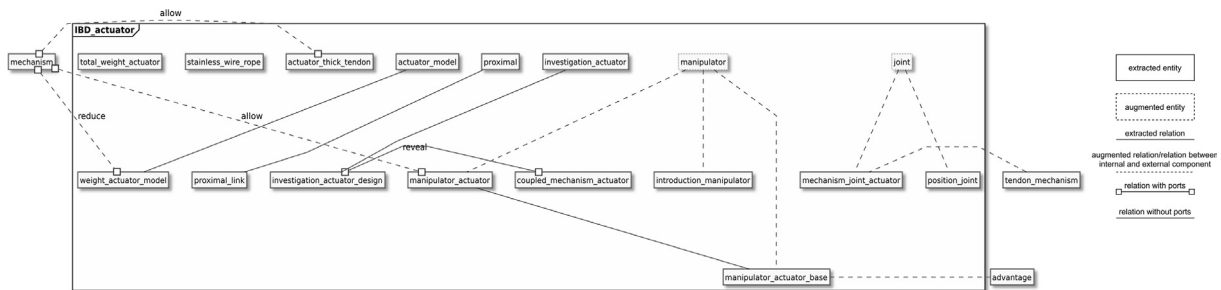 allow
IBD_actuator
mechanism
total_weight_actuator
stainless_wire_rope
actuator_thick_tendon
actuator_model
proximal
investigation_actuator
manipulator
joint
extracted entity
augmented entity
reduce
allow
extracted relation
reveal
augmented relation/relation between
internal and external component
weight_actuator_model
proximal_link
investigation_actuator_design
manipulator_actuator
coupled_mechanism_actuator
introduction_manipulator
mechanism_joint_actuator
position_joint
tendon_mechanism
relation with ports
relation without ports
manipulator_actuator_base
advantage